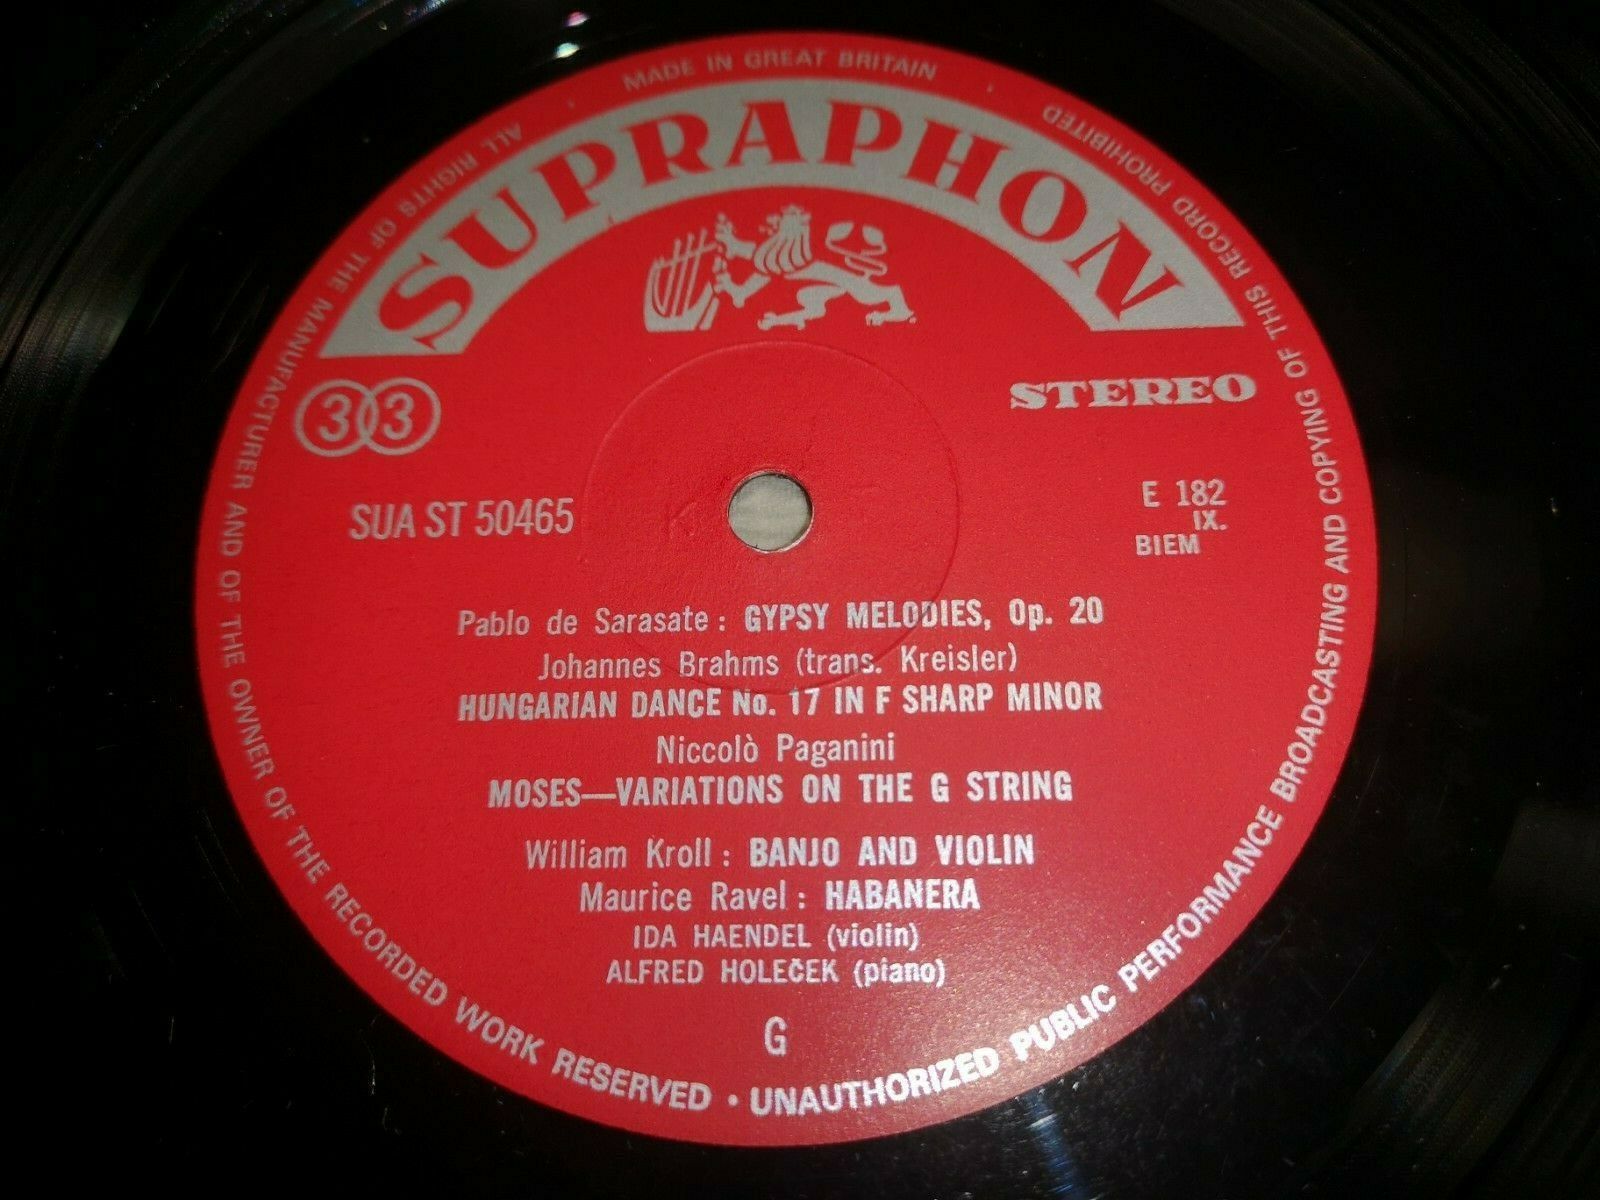 MADE IN GREAT BRITAIN
SUPRAPHON
33
STEREO
SUA ST 50465
E 182
IX.
BIEM
Pablo de Sarasate : GYPSY MELODIES, Op. 20
Johannes Brahms (trans. Kreisler)
HUNGARIAN DANCE No. 17 IN F SHARP MINOR
Niccolò Paganini
MOSES—VARIATIONS ON THE G STRING
William Kroll : BANJO AND VIOLIN
Maurice Ravel : HABANERA
IDA HAENDEL (violin)
ALFRED HOLEČEK (piano)
G
ALL RIGHTS OF THE MANUFACTURER AND OF THE OWNER OF THE RECORDED WORK RESERVED • UNAUTHORIZED PUBLIC PERFORMANCE BROADCASTING AND COPYING OF THIS RECORD PROHIBITED